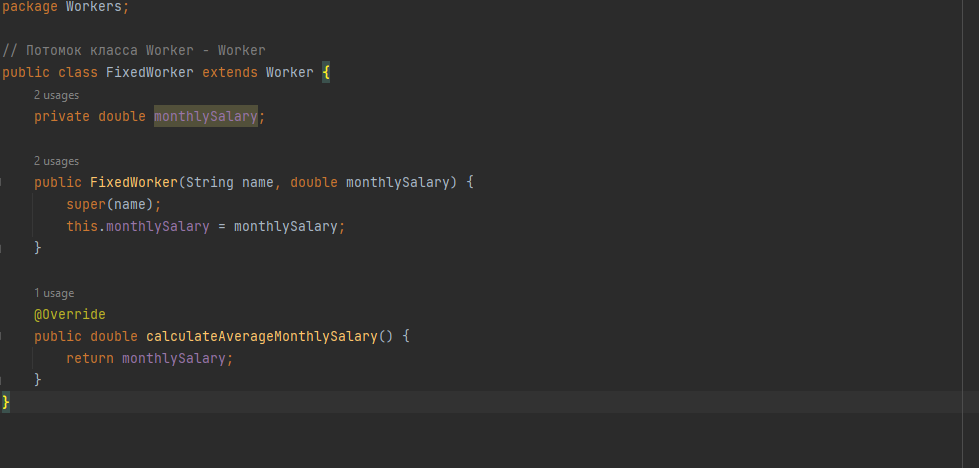 package Workers;
// Потомок класса Worker - Worker
public class FixedWorker extends Worker {
2 usages
private double monthlySalary;
2 usages
public FixedWorker(String name, double monthlySalary) {
super(name);
this.monthlySalary = monthlySalary;
}
1 usage
@Override
public double calculateAverageMonthlySalary() {
return monthlySalary;
}
}